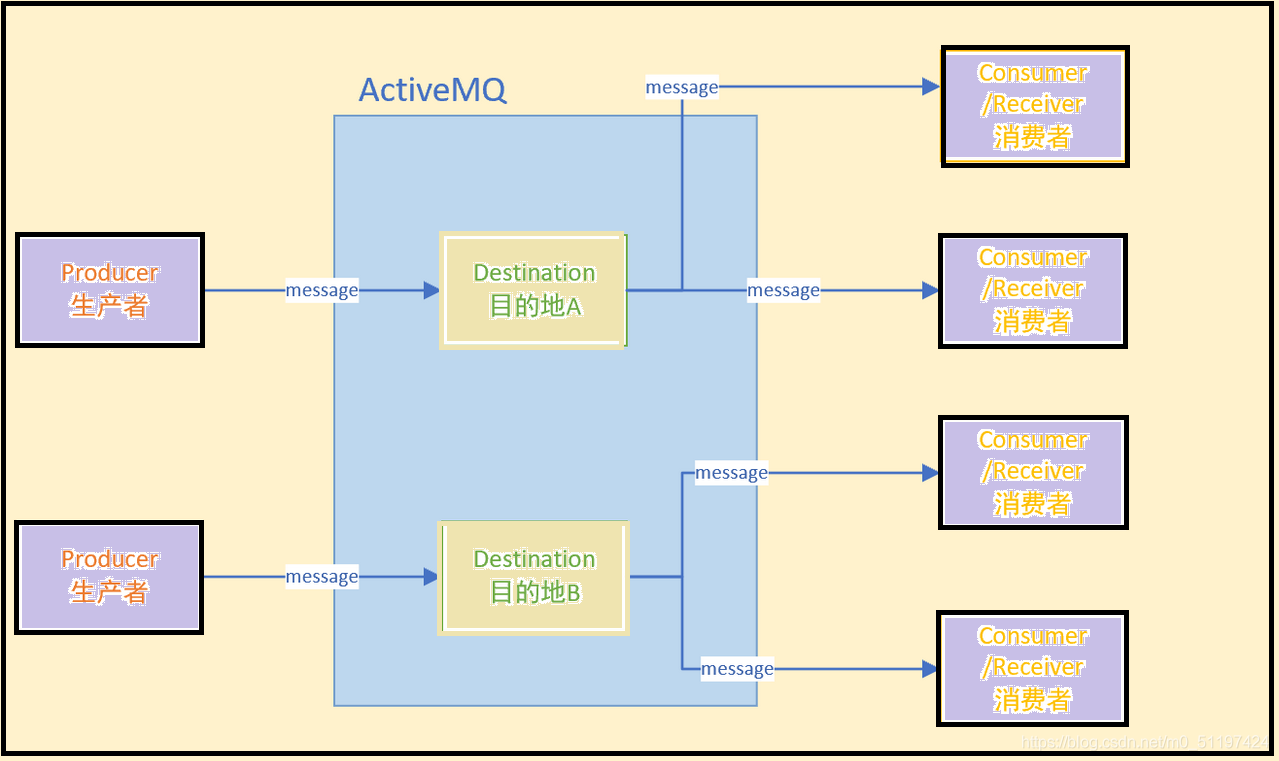 ActiveMQ
message
Consumer
/Receiver
消费者
Producer
生产者
message
Destination
目的地A
message
Consumer
/Receiver
消费者
message
Consumer
/Receiver
消费者
Producer
生产者
message
Destination
目的地B
message
Consumer
/Receiver
消费者
https://blog.csdn.net/m0_51197424